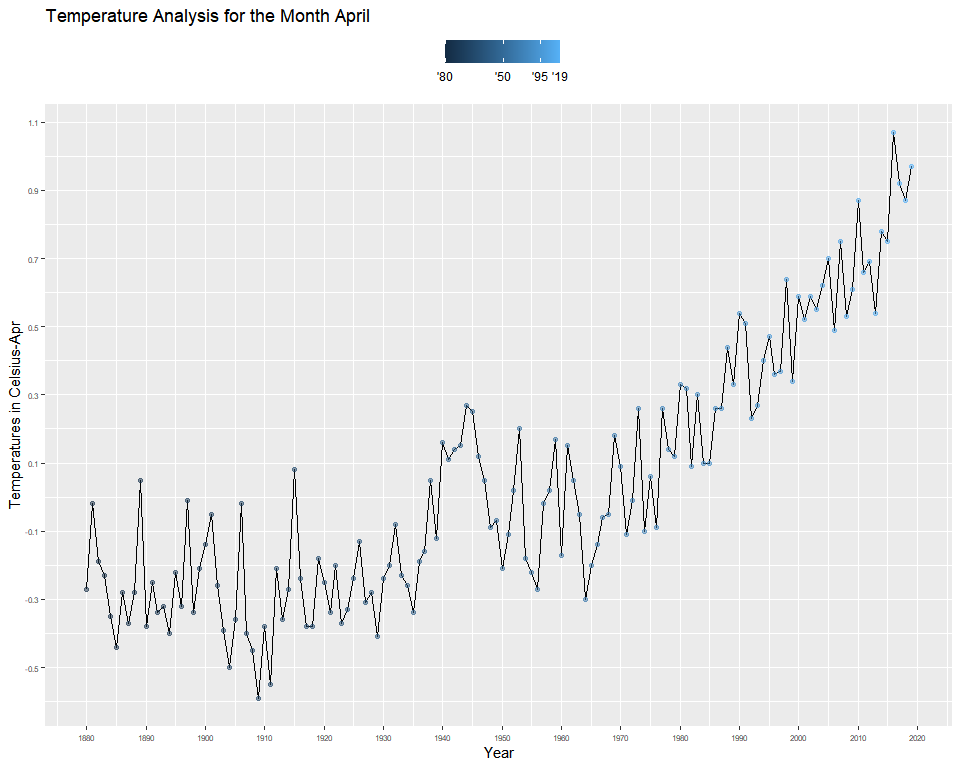 Temperature Analysis for the Month April
'80 '50 '95 '19
Temperatures in Celsius-Apr
1.1
0.9
0.7
0.5
0.3
0.1
-0.1
-0.3
-0.5
1880 1890 1900 1910 1920 1930 1940 1950 1960 1970 1980 1990 2000 2010 2020
Year